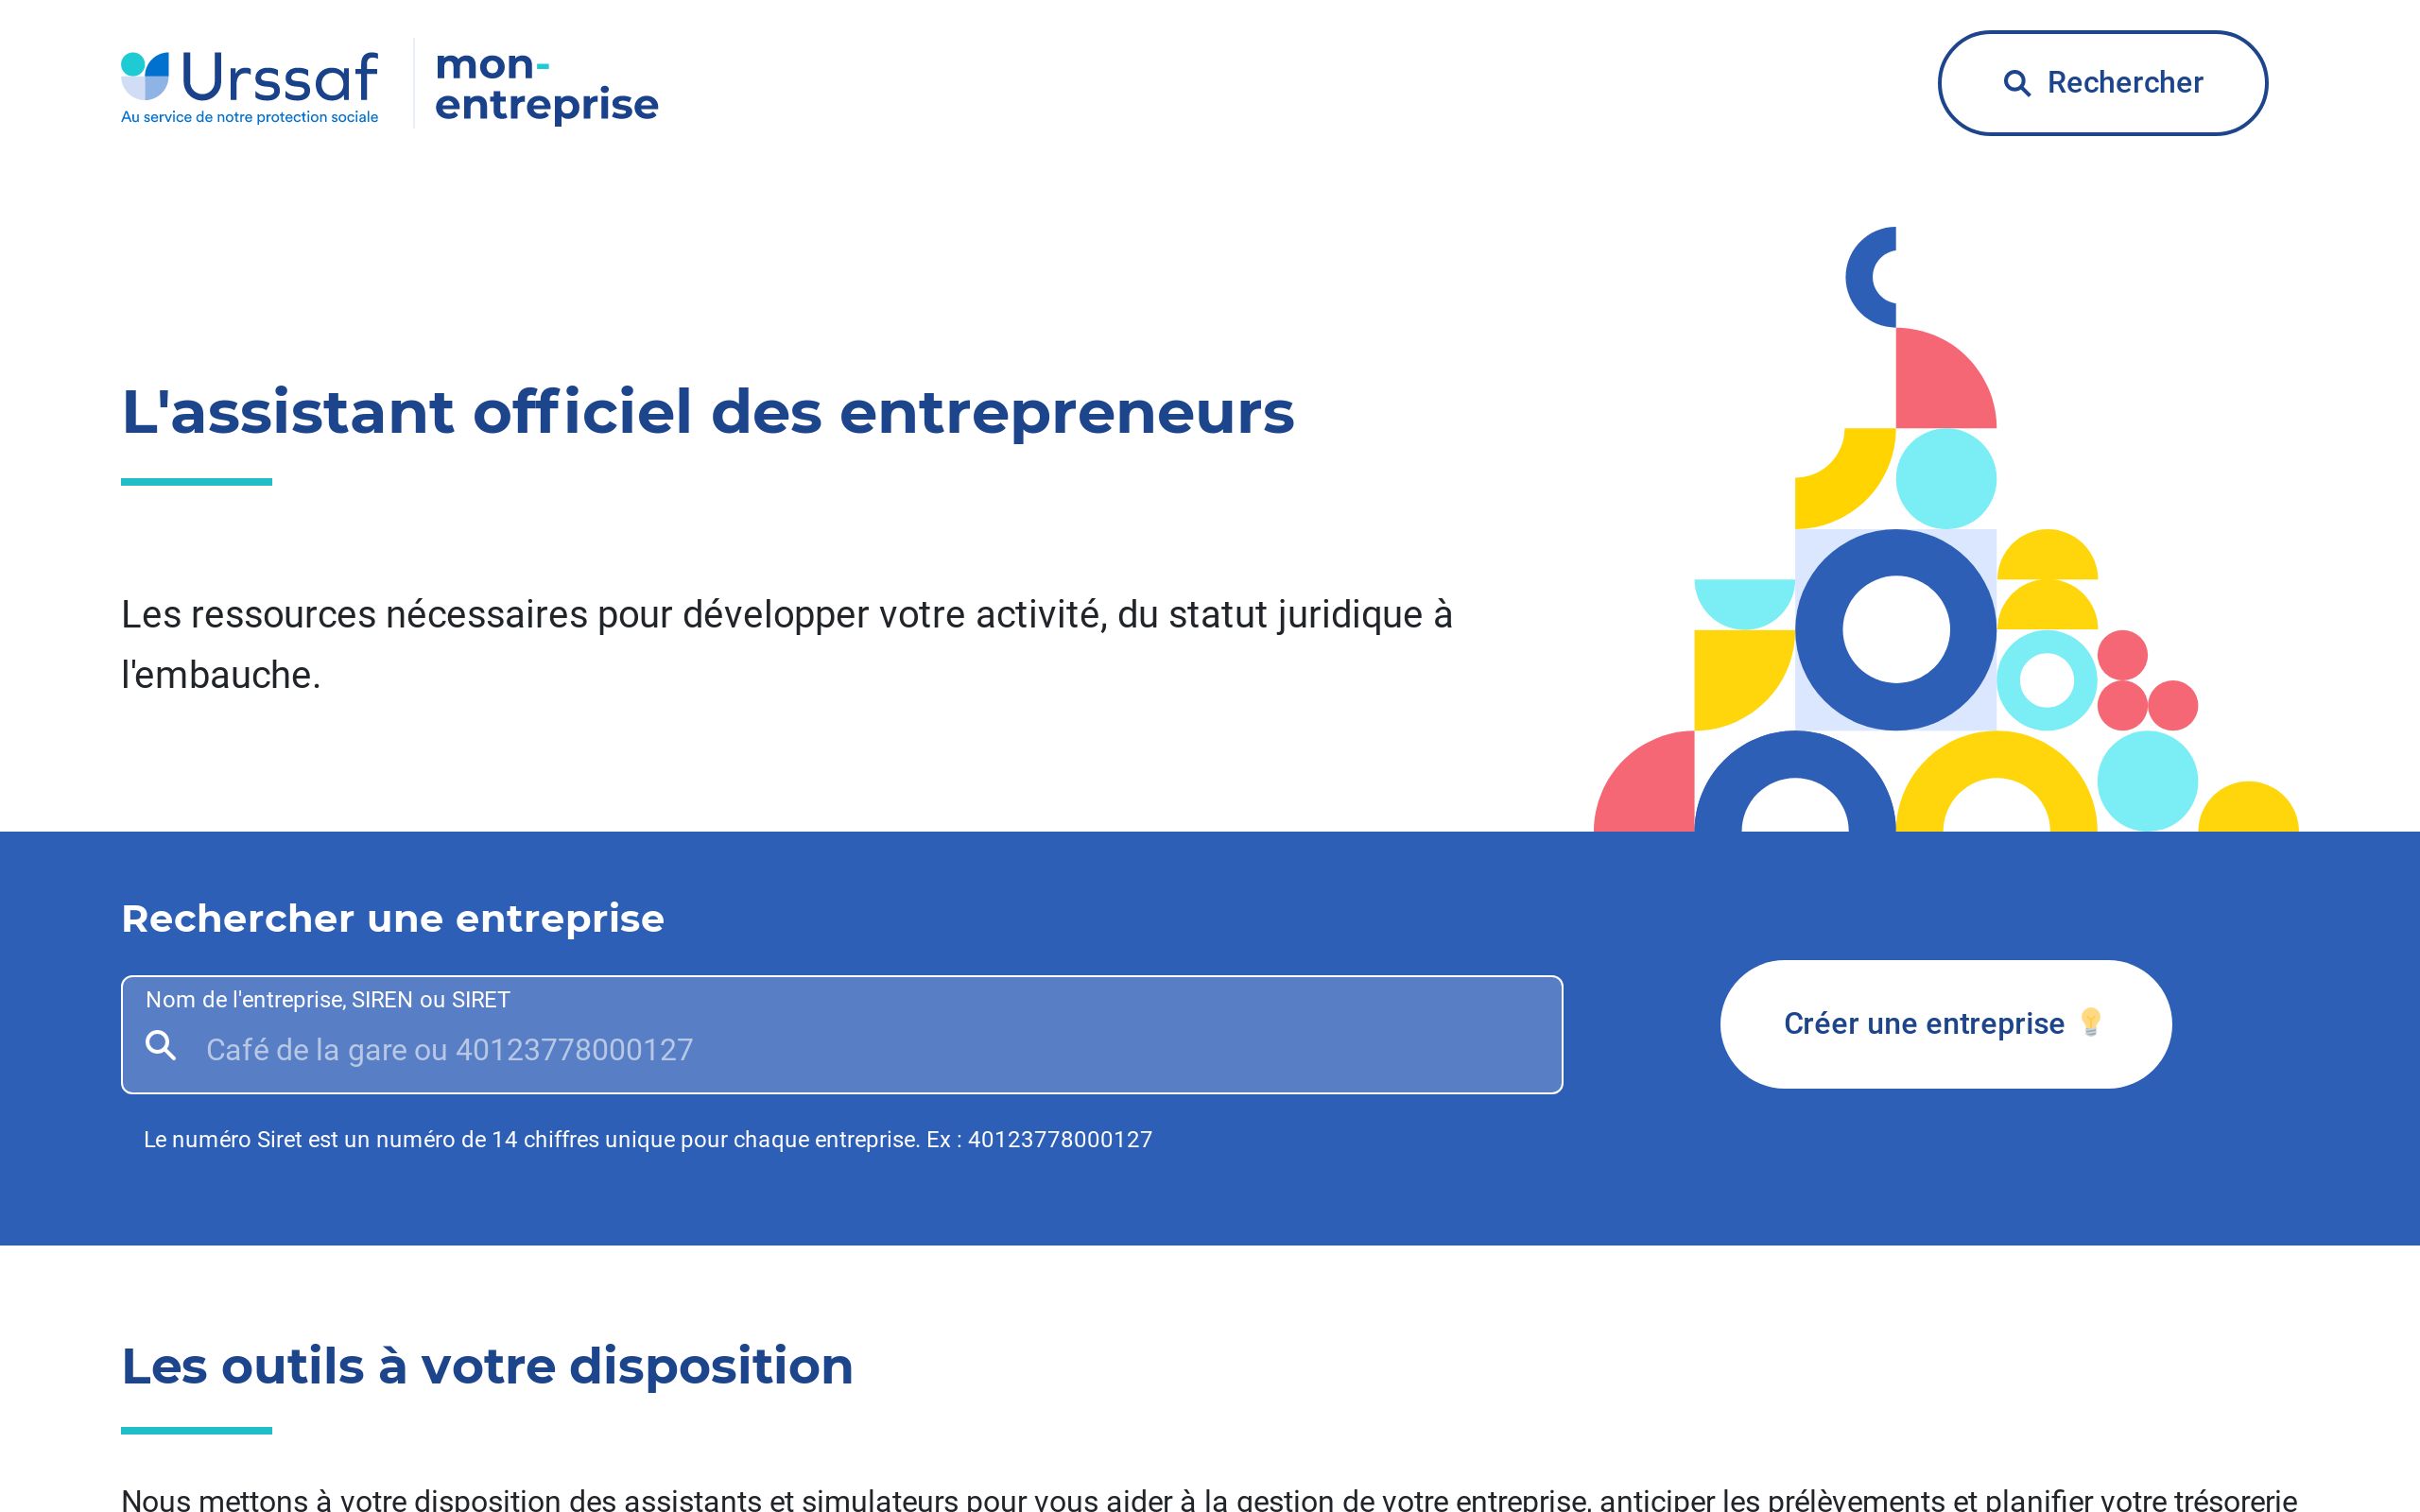 Urssaf
Au service de notre protection sociale
mon-
entreprise
Rechercher
L'assistant officiel des entrepreneurs
Les ressources nécessaires pour développer votre activité, du statut juridique à
l'embauche.
Rechercher une entreprise
Nom de l'entreprise, SIREN ou SIRET
Café de la gare ou 40123778000127
Le numéro Siret est un numéro de 14 chiffres unique pour chaque entreprise. Ex : 40123778000127
Créer une entreprise
Les outils à votre disposition
Nous mettons à votre disposition des assistants et simulateurs pour vous aider à la gestion de votre entreprise, anticiper les prélèvements et planifier votre trésorerie